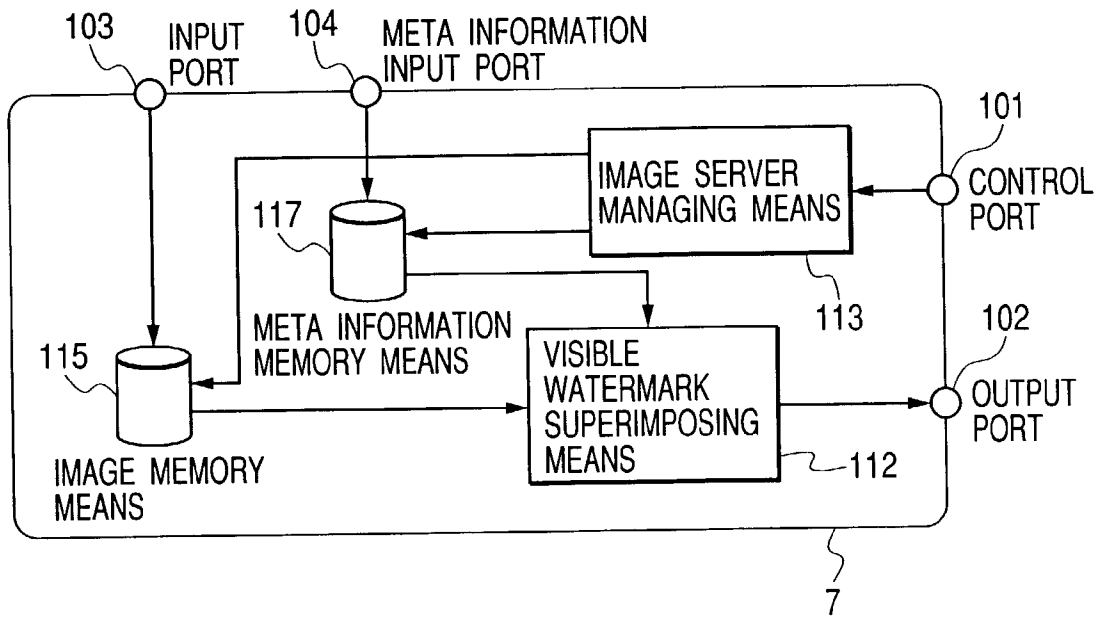 103
INPUT
PORT
104
META INFORMATION
INPUT PORT
101
CONTROL
PORT
IMAGE SERVER
MANAGING MEANS
113
117
META INFORMATION
MEMORY MEANS
115
IMAGE MEMORY
MEANS
VISIBLE
WATERMARK
SUPERIMPOSING
MEANS
112
102
OUTPUT
PORT
7